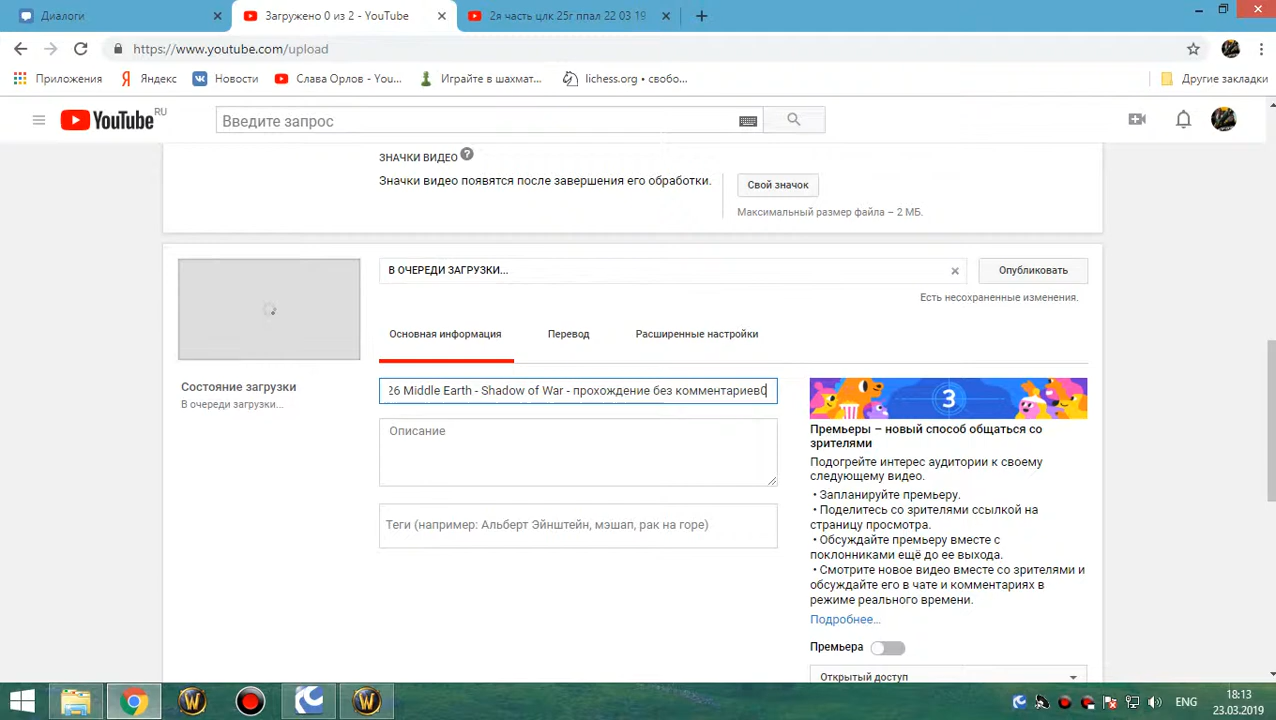 Диалоги
Загружено 0 из 2 - YouTube
2я часть цлк 25г ппал 22 03 19
https://www.youtube.com/upload
Приложения
Яндекс
Новости
Слава Орлов - You...
Играйте в шахмат...
lichess.org • свобо...
Другие закладки
YouTube RU
Введите запрос
ЗНАЧКИ ВИДЕО ?
Значки видео появятся после завершения его обработки.
Свой значок
Максимальный размер файла – 2 МБ.
В ОЧЕРЕДИ ЗАГРУЗКИ...
Опубликовать
Есть несохраненные изменения.
Основная информация
Перевод
Расширенные настройки
Состояние загрузки
В очереди загрузки...
26 Middle Earth - Shadow of War - прохождение без комментариев0
Описание
Теги (например: Альберт Эйнштейн, мэшап, рак на горе)
3
Премьеры – новый способ общаться со
зрителями
Подогрейте интерес аудитории к своему
следующему видео.
• Запланируйте премьеру.
• Поделитесь со зрителями ссылкой на
страницу просмотра.
• Обсуждайте премьеру вместе с
поклонниками ещё до ее выхода.
• Смотрите новое видео вместе со зрителями и
обсуждайте его в чате и комментариях в
режиме реального времени.
Подробнее...
Премьера
Открытый доступ
ENG
18:13
23.03.2019